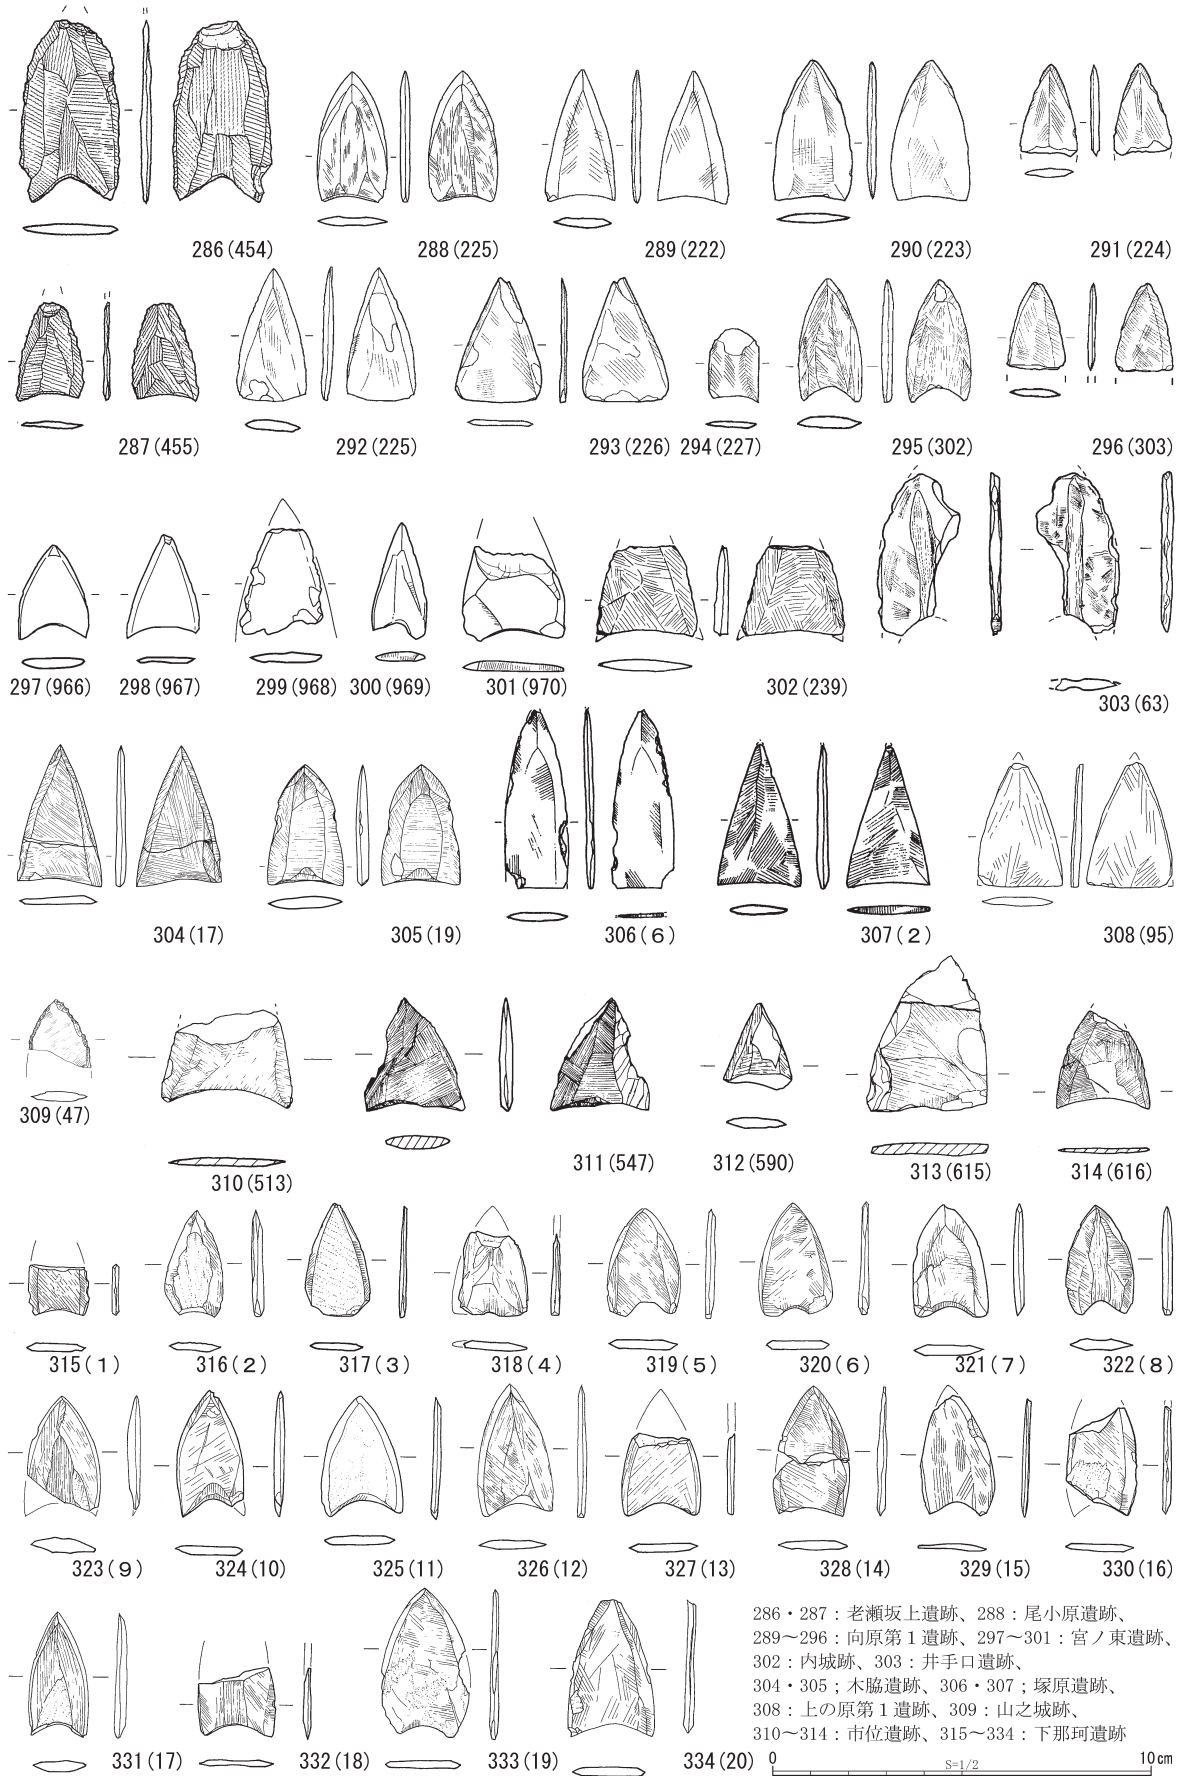 286(454) 288(225) 289(222) 290(223) 291(224)
287(455) 292(225) 293(226) 294(227) 295(302) 296(303)
297(966) 298(967) 299(968) 300(969) 301(970) 302(239) 303(63)
304(17) 305(19) 306(6) 307(2) 308(95)
309(47) 310(513) 311(547) 312(590) 313(615) 314(616)
315(1) 316(2) 317(3) 318(4) 319(5) 320(6) 321(7) 322(8)
323(9) 324(10) 325(11) 326(12) 327(13) 328(14) 329(15) 330(16)
331(17) 332(18) 333(19) 334(20)
286・287：老瀬坂上遺跡、288：尾小原遺跡、
289～296：向原第1遺跡、297～301：宮ノ東遺跡、
302：内城跡、303：井手口遺跡、
304・305；木脇遺跡、306・307；塚原遺跡、
308：上の原第1遺跡、309：山之城跡、
310～314：市位遺跡、315～334：下那珂遺跡
0 S=1/2 10cm